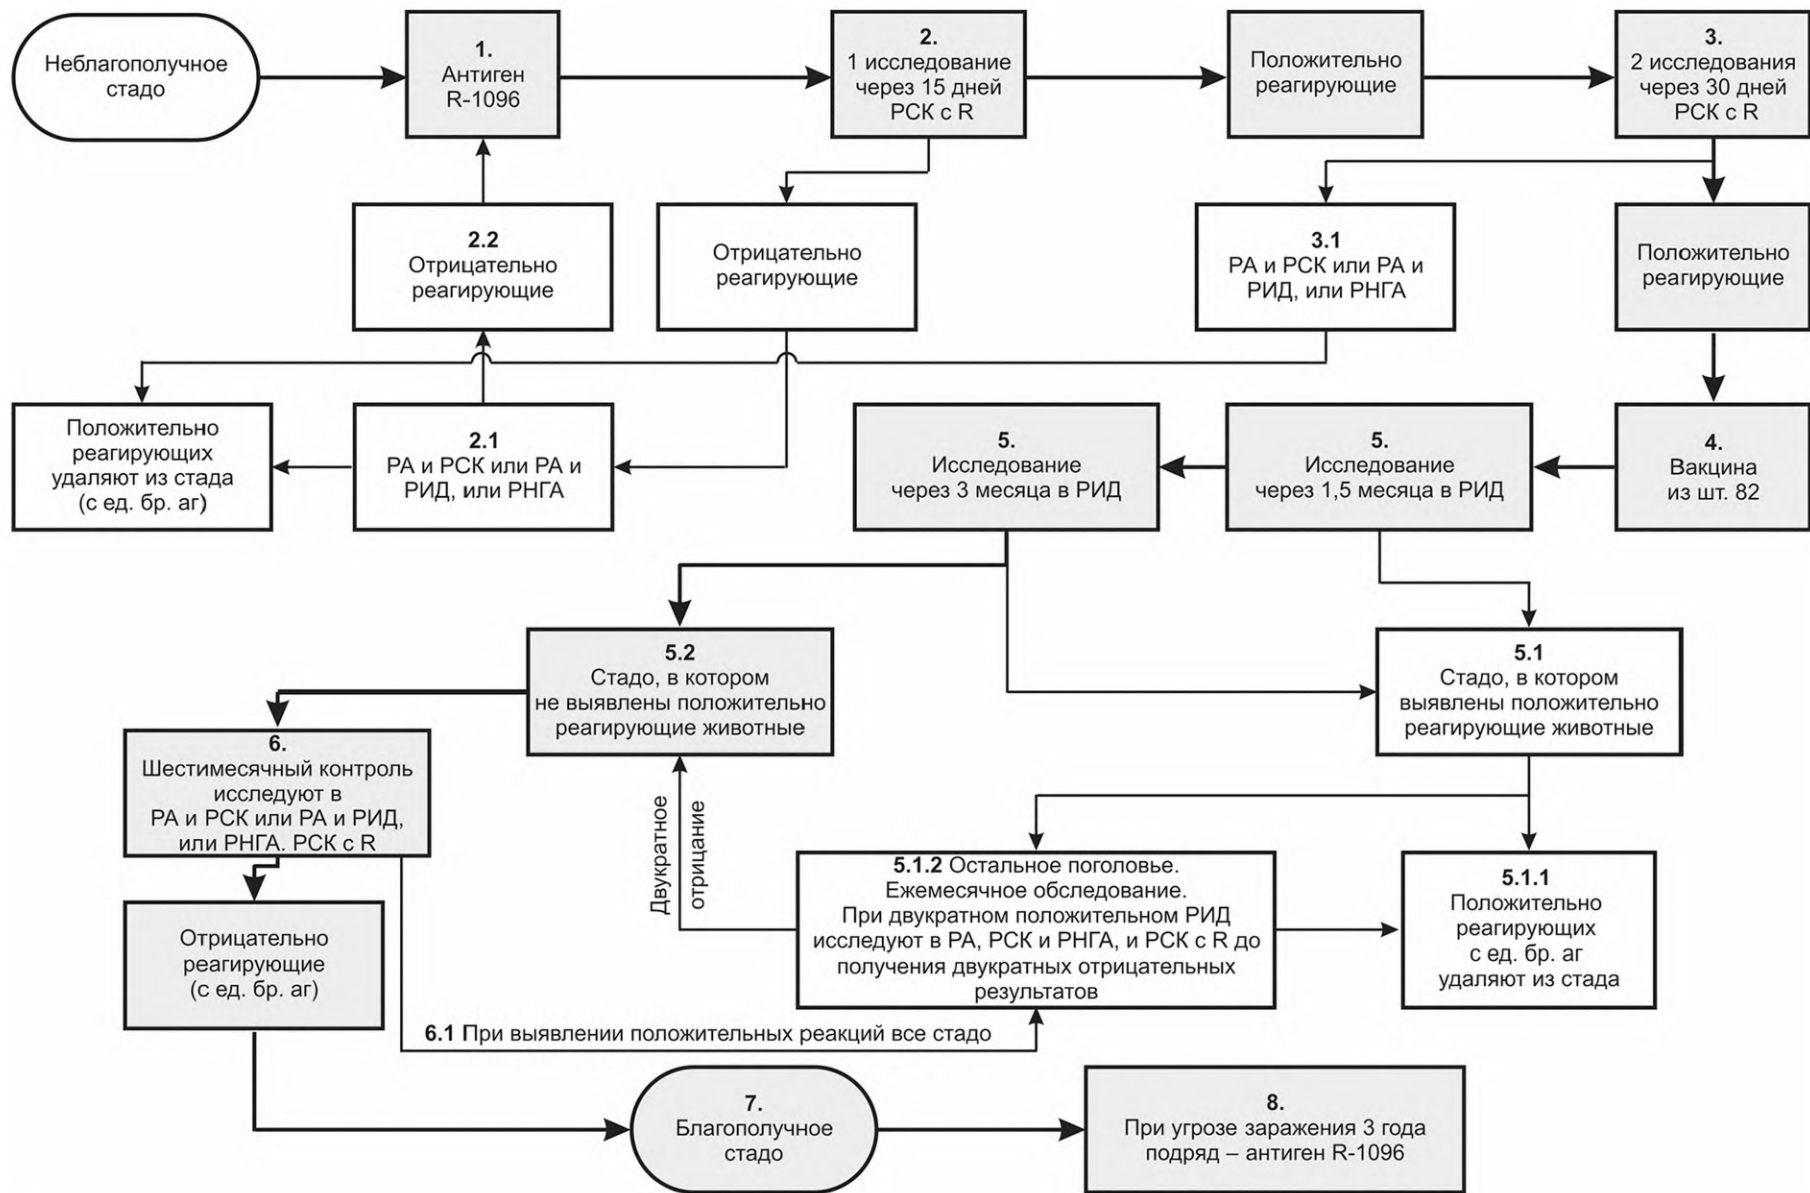 Неблагополучное
стадо
1.
Антиген
R-1096
2.
1 исследование
через 15 дней
РСК с R
Положительно
реагирующие
3.
2 исследования
через 30 дней
РСК с R
2.2
Отрицательно
реагирующие
Отрицательно
реагирующие
3.1
РА и РСК или РА и
РИД, или РНГА
Положительно
реагирующие
Положительно
реагирующих
удаляют из стада
(с ед. бр. аг)
2.1
РА и РСК или РА и
РИД, или РНГА
5.
Исследование
через 3 месяца в РИД
5.
Исследование
через 1,5 месяца в РИД
4.
Вакцина
из шт. 82
5.2
Стадо, в котором
не выявлены положительно
реагирующие животные
5.1
Стадо, в котором
выявлены положительно
реагирующие животные
6.
Шестимесячный контроль
исследуют в
РА и РСК или РА и РИД,
или РНГА. РСК с R
Двукратное
отрицание
5.1.2 Остальное поголовье.
Ежемесячное обследование.
При двукратном положительном РИД
исследуют в РА, РСК и РНГА, и РСК с R до
получения двукратных отрицательных
результатов
5.1.1
Положительно
реагирующих
с ед. бр. аг
удаляют из стада
Отрицательно
реагирующие
(с ед. бр. аг)
6.1 При выявлении положительных реакций все стадо
7.
Благополучное
стадо
8.
При угрозе заражения 3 года
подряд – антиген R-1096